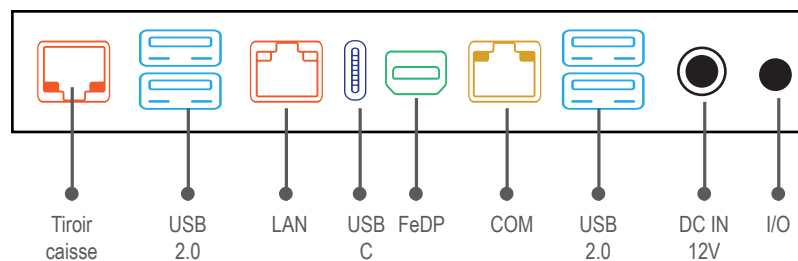 Tiroir caisse
USB 2.0
LAN
USB C
FeDP
COM
USB 2.0
DC IN 12V
I/O